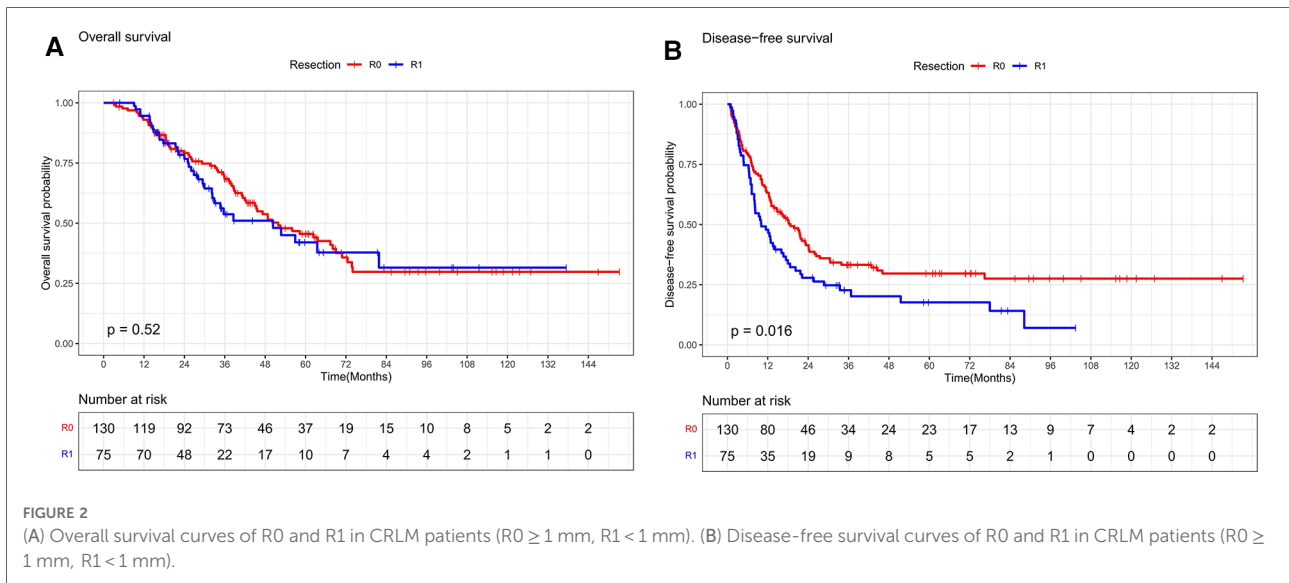 A Overall survival
Resection R0 R1
1.00
0.75
0.50
0.25
0.00
Overall survival probability
p = 0.52
0 12 24 36 48 60 72 84 96 108 120 132 144
Time(Months)
Number at risk
R0 130 119 92 73 46 37 19 15 10 8 5 2 2
R1 75 70 48 22 17 10 7 4 4 2 1 1 0
B Disease-free survival
Resection R0 R1
1.00
0.75
0.50
0.25
0.00
Disease-free survival probability
p = 0.016
0 12 24 36 48 60 72 84 96 108 120 132 144
Time(Months)
Number at risk
R0 130 80 46 34 24 23 17 13 9 7 4 2 2
R1 75 35 19 9 8 5 5 2 1 0 0 0 0
FIGURE 2
(A) Overall survival curves of R0 and R1 in CRLM patients (R0 ≥ 1 mm, R1 < 1 mm). (B) Disease-free survival curves of R0 and R1 in CRLM patients (R0 ≥
1 mm, R1 < 1 mm).